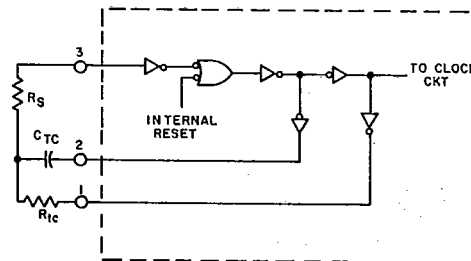 3
R_S
INTERNAL
RESET
TO CLOCK
CKT
C_TC
2
1
R_tc